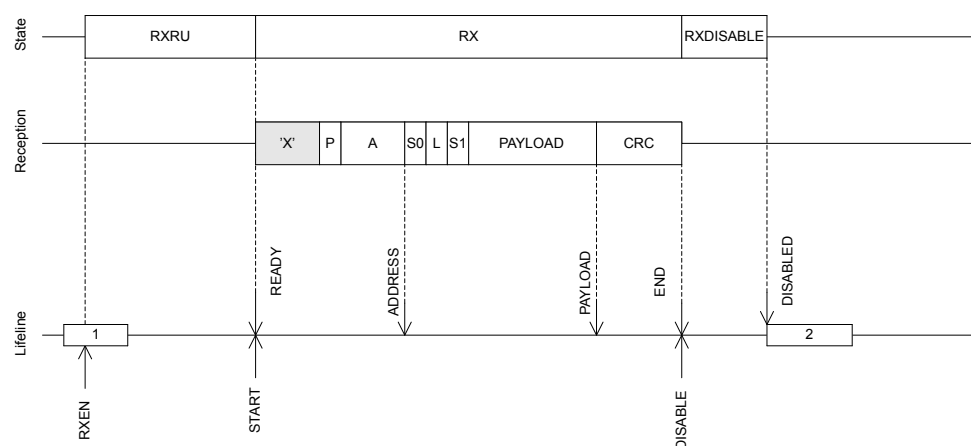 State
RXRU
RX
RXDISABLE
Reception
'X'
P
A
S0
L
S1
PAYLOAD
CRC
READY
ADDRESS
PAYLOAD
END
DISABLED
Lifeline
1
2
RXEN
START
DISABLE